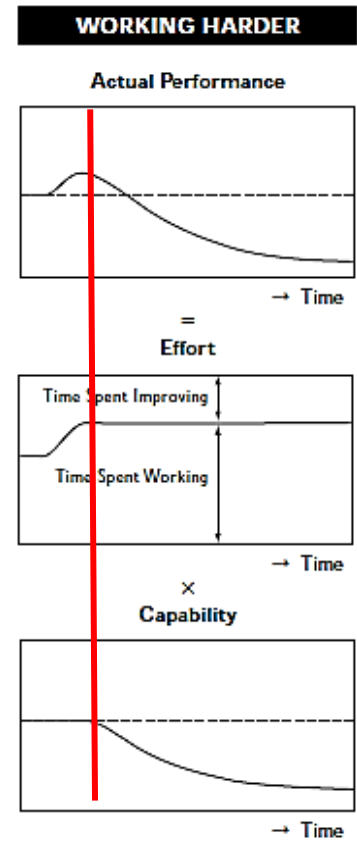 WORKING HARDER
Actual Performance
→ Time
=
Effort
Time Spent Improving
Time Spent Working
→ Time
×
Capability
→ Time